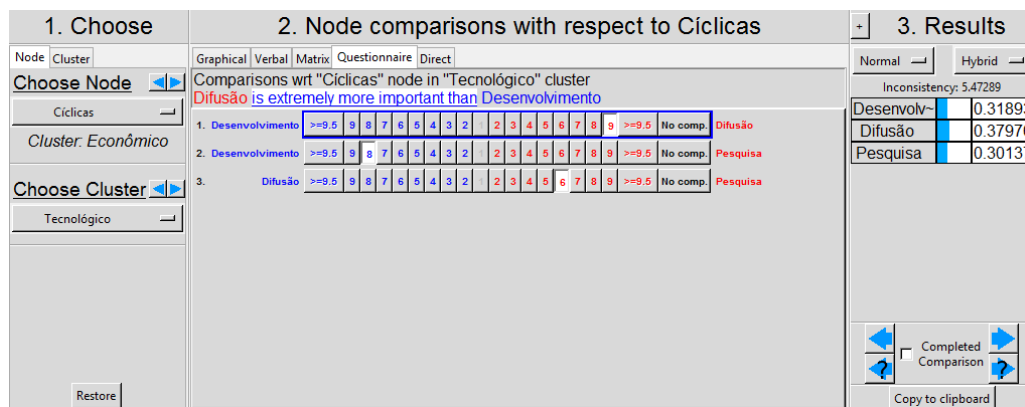 1. Choose
Node Cluster
Choose Node
Cíclicas
Cluster: Econômico
Choose Cluster
Tecnológico
Restore
2. Node comparisons with respect to Cíclicas
Graphical Verbal Matrix Questionnaire Direct
Comparisons wrt "Cíclicas" node in "Tecnológico" cluster
Difusão is extremely more important than Desenvolvimento
1. Desenvolvimento >=9.5 9 8 7 6 5 4 3 2 1 2 3 4 5 6 7 8 9 >=9.5 No comp. Difusão
2. Desenvolvimento >=9.5 9 8 7 6 5 4 3 2 1 2 3 4 5 6 7 8 9 >=9.5 No comp. Pesquisa
3. Difusão >=9.5 9 8 7 6 5 4 3 2 1 2 3 4 5 6 7 8 9 >=9.5 No comp. Pesquisa
+ 3. Results
Normal Hybrid
Inconsistency: 5.47289
Desenvolv~ 0.3189
Difusão 0.3797
Pesquisa 0.3013
Completed
Comparison
? ?
Copy to clipboard